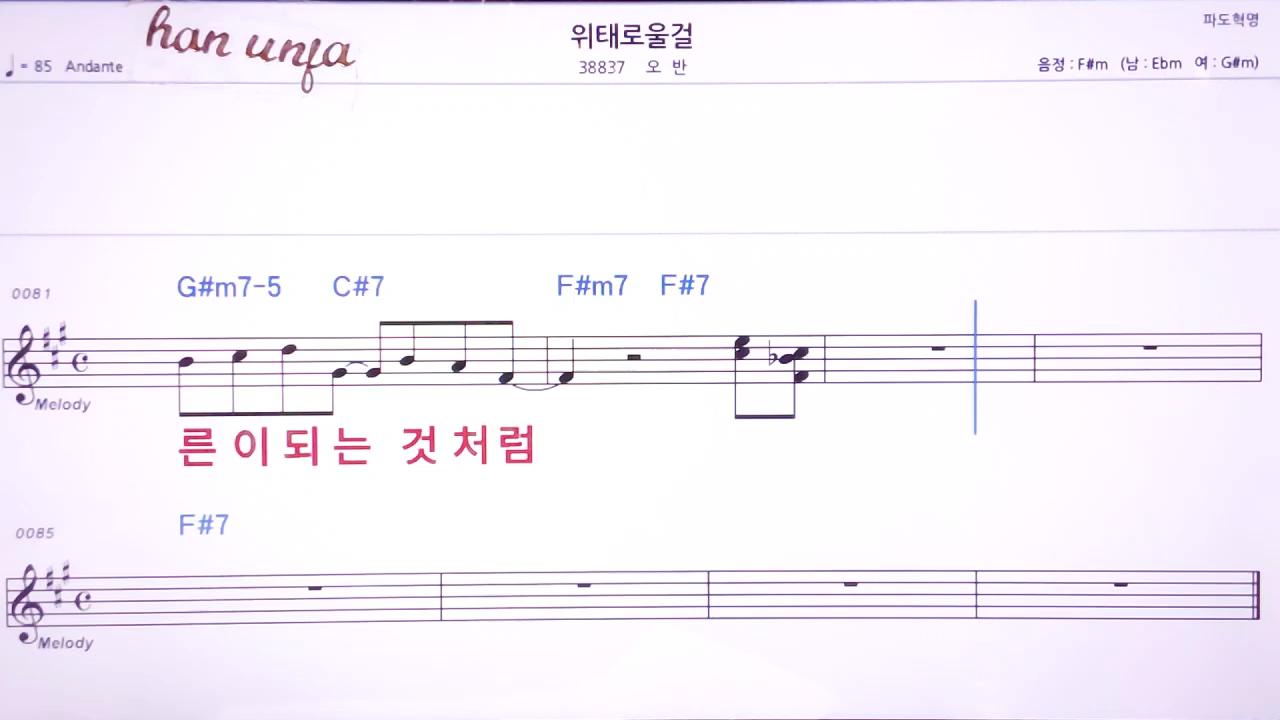 han unfa
위태로울걸
파도혁명
♩= 85 Andante
38837 오 반
음정 : F#m (남 : Ebm 여 : G#m)
0081
G#m7-5 C#7 F#m7 F#7
Melody
른 이 되 는 것 처 럼
0085
F#7
Melody